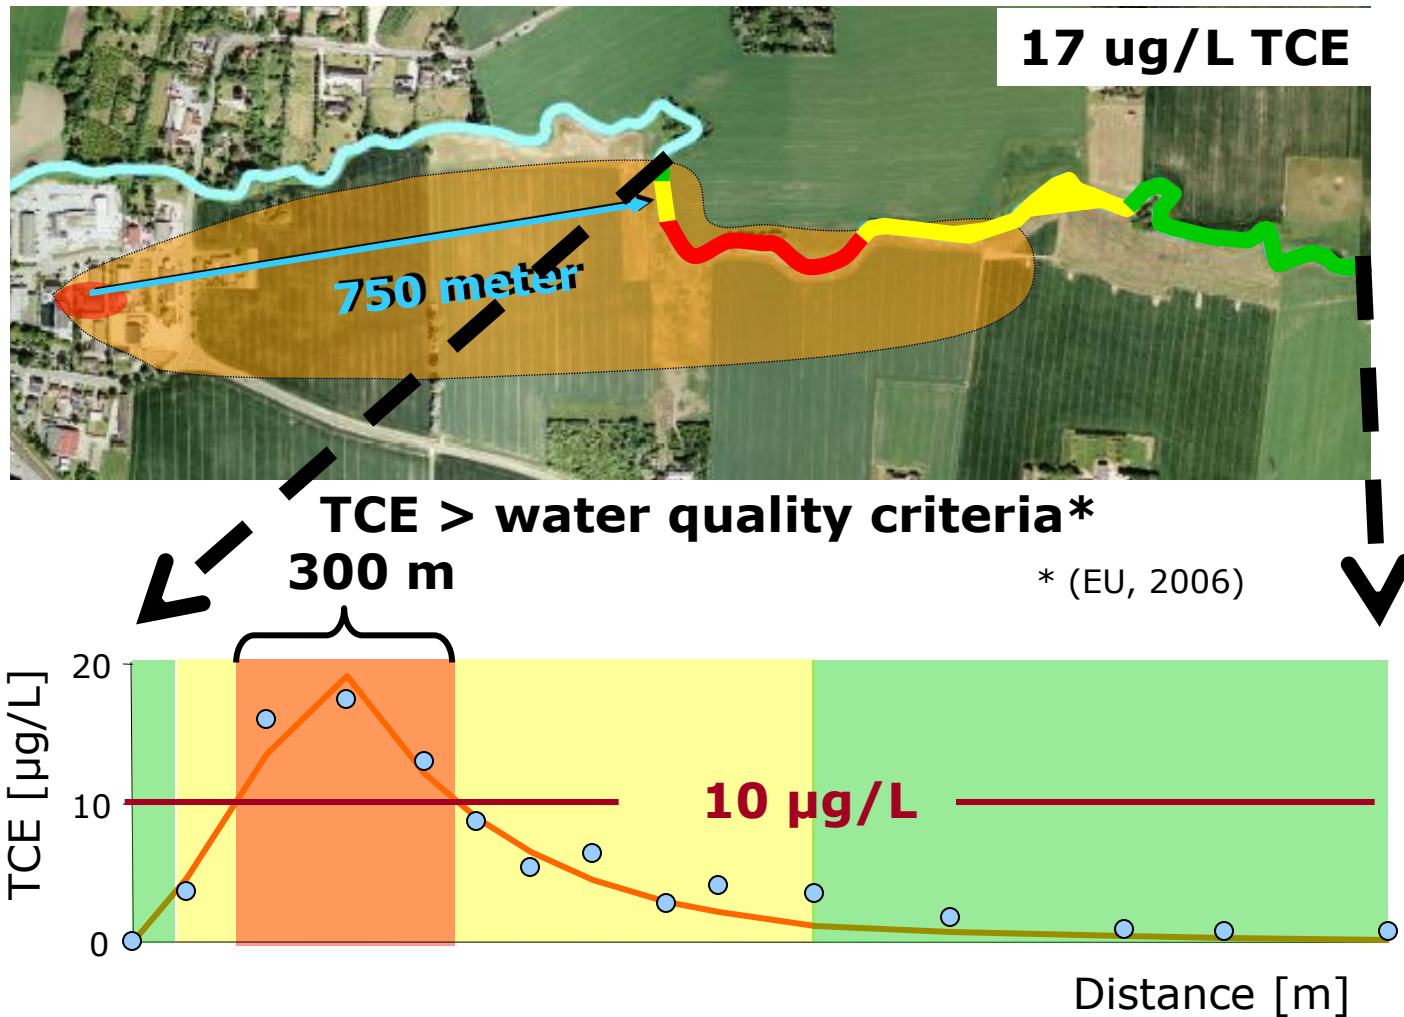 17 ug/L TCE
750 meter
TCE > water quality criteria*
300 m
* (EU, 2006)
TCE [µg/L]
20
10
0
10 µg/L
Distance [m]